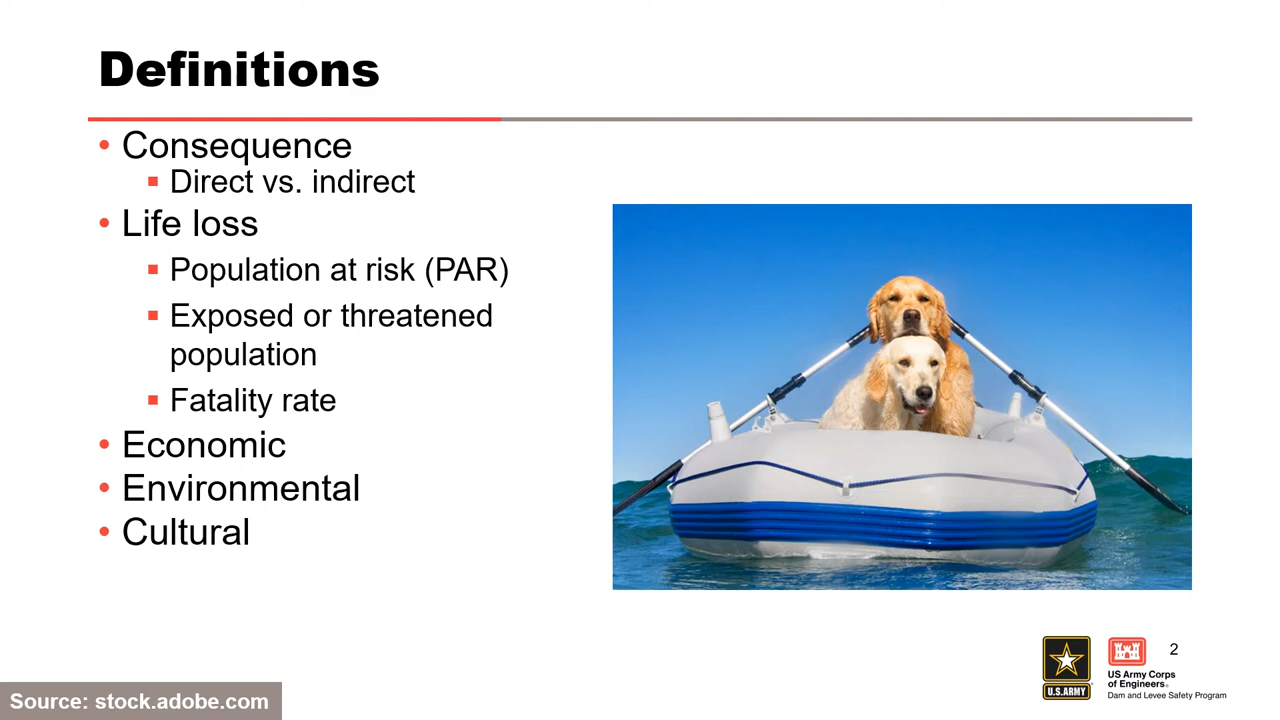 Definitions
• Consequence
▪ Direct vs. indirect
• Life loss
▪ Population at risk (PAR)
▪ Exposed or threatened
population
▪ Fatality rate
• Economic
• Environmental
• Cultural
2
U.S. ARMY
US Army Corps
of Engineers®
Dam and Levee Safety Program
Source: stock.adobe.com